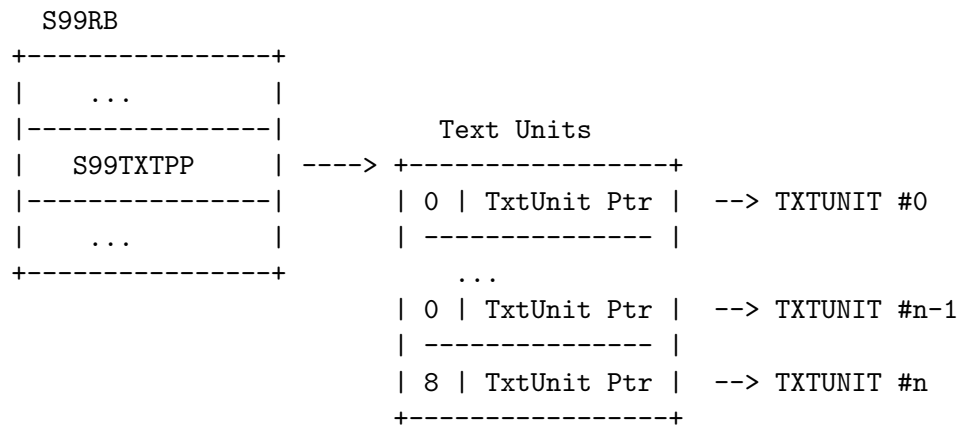 S99RB
+----------------+
|    ...         |
|----------------|         Text Units
|   S99TXTPP     | ----> +-----------------+
|----------------|       | 0 | TxtUnit Ptr |  --> TXTUNIT #0
|    ...         |       | --------------- |
+----------------+           ...
                         | 0 | TxtUnit Ptr |  --> TXTUNIT #n-1
                         | --------------- |
                         | 8 | TxtUnit Ptr |  --> TXTUNIT #n
                         +-----------------+